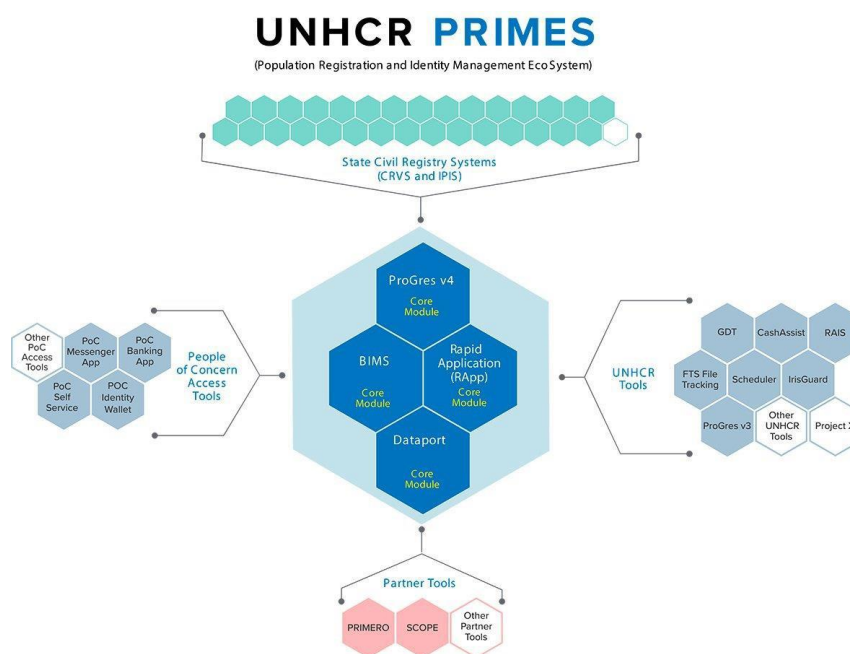 UNHCR PRIMES
(Population Registration and Identity Management EcoSystem)
State Civil Registry Systems
(CRVS and IPIS)
ProGres v4
Core
Module
BIMS
Core
Module
Rapid
Application
(RApp)
Core
Module
Dataport
Core
Module
People
of Concern
Access
Tools
Other
PoC
Access
Tools
PoC
Messenger
App
PoC
Banking
App
PoC
Self
Service
POC
Identity
Wallet
UNHCR
Tools
GDT
CashAssist
RAIS
FTS File
Tracking
Scheduler
IrisGuard
ProGres v3
Other
UNHCR
Tools
Project
Partner Tools
PRIMERO
SCOPE
Other
Partner
Tools